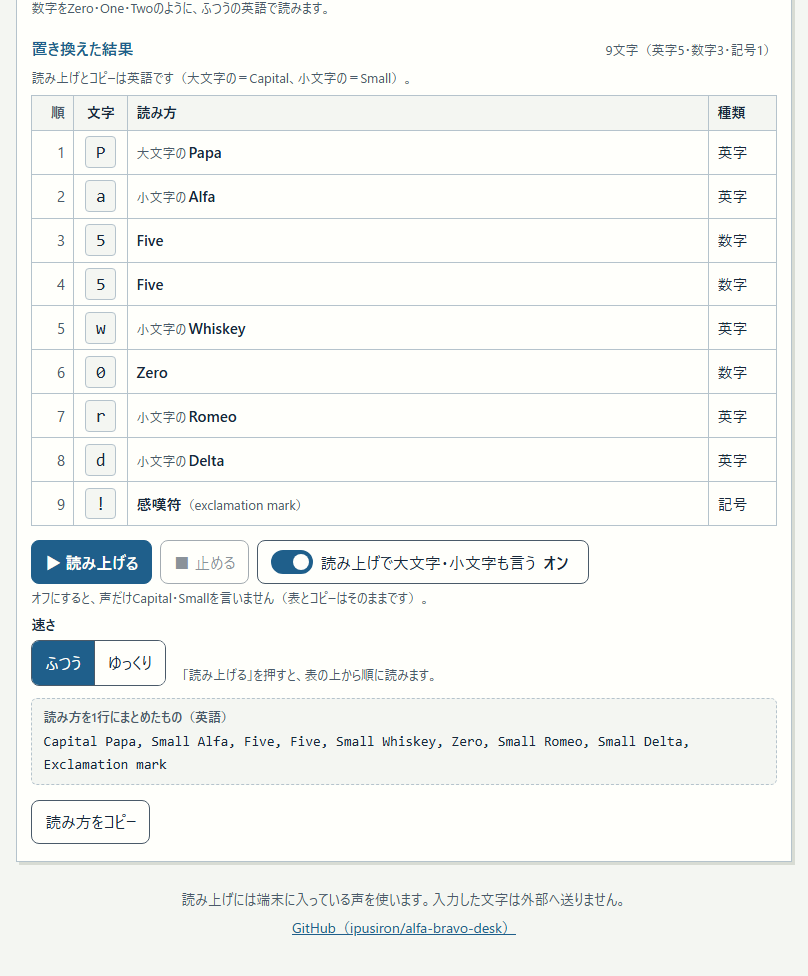 数字をZero・One・Twoのように、ふつうの英語で読みます。
置き換えた結果
9文字（英字5・数字3・記号1）
読み上げとコピーは英語です（大文字の＝Capital、小文字の＝Small）。
順 文字 読み方 種類
1 P 大文字の Papa 英字
2 a 小文字の Alfa 英字
3 5 Five 数字
4 5 Five 数字
5 w 小文字の Whiskey 英字
6 0 Zero 数字
7 r 小文字の Romeo 英字
8 d 小文字の Delta 英字
9 ! 感嘆符（exclamation mark） 記号
▶ 読み上げる ■ 止める 読み上げで大文字・小文字も言う オン
オフにすると、声だけCapital・Smallを言いません（表とコピーはそのままです）。
速さ
ふつう ゆっくり 「読み上げる」を押すと、表の上から順に読みます。
読み方を1行にまとめたもの（英語）
Capital Papa, Small Alfa, Five, Five, Small Whiskey, Zero, Small Romeo, Small Delta,
Exclamation mark
読み方をコピー
読み上げには端末に入っている声を使います。入力した文字は外部へ送りません。
GitHub（ipusiron/alfa-bravo-desk）